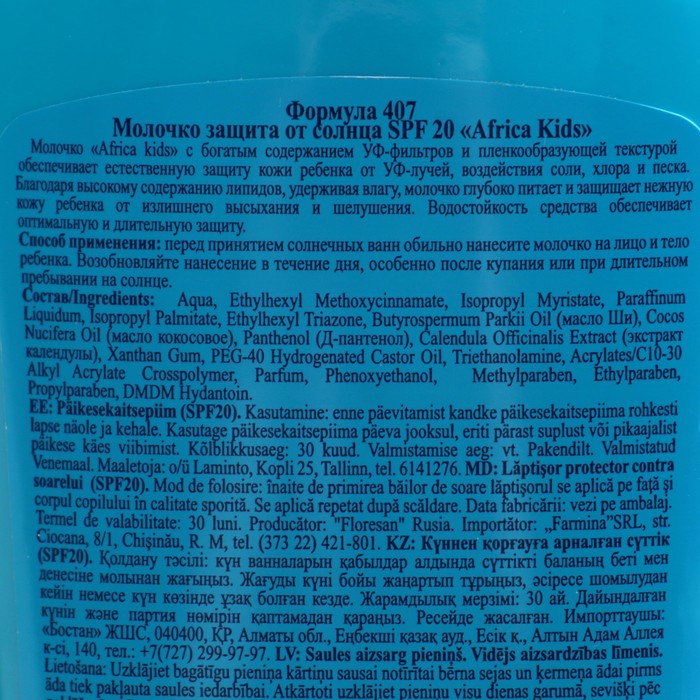 Формула 407
Молочко защита от солнца SPF 20 «Africa Kids»
Молочко «Africa kids» с богатым содержанием УФ-фильтров и пленкообразующей текстурой
обеспечивает естественную защиту кожи ребенка от УФ-лучей, воздействия соли, хлора и песка.
Благодаря высокому содержанию липидов, удерживая влагу, молочко глубоко питает и защищает нежную
кожу ребенка от излишнего высыхания и шелушения. Водостойкость средства обеспечивает
оптимальную и длительную защиту.
Способ применения: перед принятием солнечных ванн обильно нанесите молочко на лицо и тело
ребенка. Возобновляйте нанесение в течение дня, особенно после купания или при длительном
пребывании на солнце.
Состав/Ingredients: Aqua, Ethylhexyl Methoxycinnamate, Isopropyl Myristate, Paraffinum
Liquidum, Isopropyl Palmitate, Ethylhexyl Triazone, Butyrospermum Parkii Oil (масло Ши), Cocos
Nucifera Oil (масло кокосовое), Panthenol (Д-пантенол), Calendula Officinalis Extract (экстракт
календулы), Xanthan Gum, PEG-40 Hydrogenated Castor Oil, Triethanolamine, Acrylates/C10-30
Alkyl Acrylate Crosspolymer, Parfum, Phenoxyethanol, Methylparaben, Ethylparaben,
Propylparaben, DMDM Hydantoin.
EE: Päikesekaitsepiim (SPF20). Kasutamine: enne päevitamist kandke päikesekaitsepiima rohkesti
lapse näole ja kehale. Kasutage päikesekaitsepiima päeva jooksul, eriti pärast suplust või pikaajalist
päikese käes viibimist. Kõlblikkusaeg: 30 kuud. Valmistamise aeg: vt. Pakendilt. Valmistatud
Venemaal. Maaletoja: o/ü Laminto, Kopli 25, Tallinn, tel. 6141276. MD: Lăptişor protector contra
soarelui (SPF20). Mod de folosire: înaite de primirea băilor de soare lăptişorul se aplică pe faţă şi
corpul copilului în calitate sporită. Se aplică repetat după scăldare. Data fabricării: vezi pe ambalaj.
Termel de valabilitate: 30 luni. Producător: "Floresan" Rusia. Importător: „Farmina”SRL, str.
Ciocana, 8/1, Chişinău, R. M, tel. (373 22) 421-801. KZ: Күннен қорғауға арналған сүттік
(SPF20). Қолдану тәсілі: күн ванналарын қабылдар алдында сүттікті баланың беті мен
денесіне молынан жағыңыз. Жағуды күні бойы жаңартып тұрыңыз, әсіресе шомылудан
кейін немесе күн көзінде ұзақ болған кезде. Жарамдылық мерзімі: 30 ай. Дайындалған
күнін және партия нөмірін қаптамадан қараңыз. Ресейде жасалған. Импорттаушы:
«Бостан» ЖШС, 040400, ҚР, Алматы обл., Еңбекші қазақ ауд., Есік қ., Алтын Адам Аллея
к-сі, 140, тел.: +7(727) 299-97-97. LV: Saules aizsarg pieniņš. Vidējs aizsardzības līmenis.
Lietošana: Uzklājiet bagātīgu pieniņa kārtiņu sausai notīrītai bērna sejas un ķermeņa ādai pirms
āda tiek pakļauta saules iedarbībai. Atkārtoti uzklājiet pieniņu visu dienas garumā, sevišķi pēc